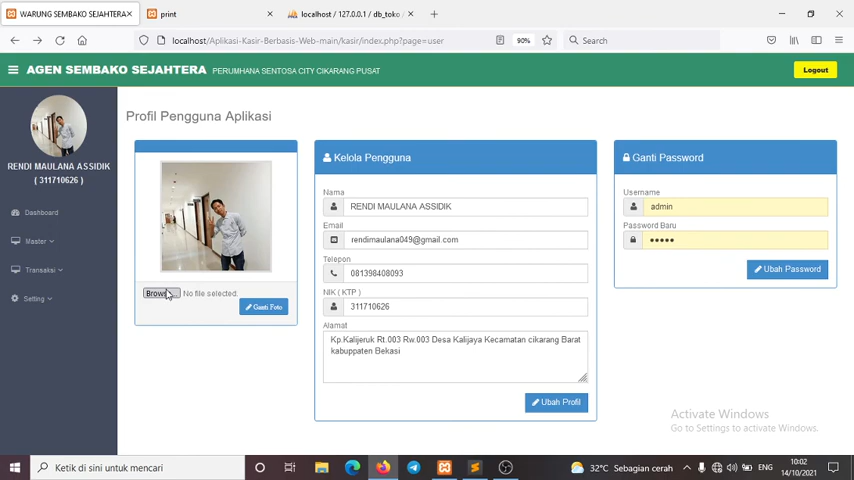 WARUNG SEMBAKO SEJAHTERA
print
localhost / 127.0.0.1 / db_toko /
localhost/Aplikasi-Kasir-Berbasis-Web-main/kasir/index.php?page=user
90%
Search
AGEN SEMBAKO SEJAHTERA PERUMHANA SENTOSA CITY CIKARANG PUSAT
Logout
RENDI MAULANA ASSIDIK
( 311710626 )
Dashboard
Master
Transaksi
Setting
Profil Pengguna Aplikasi
No file selected.
Ganti Foto
Kelola Pengguna
Nama
RENDI MAULANA ASSIDIK
Email
rendimaulana049@gmail.com
Telepon
081398408093
NIK ( KTP )
311710626
Alamat
Kp.Kalijeruk Rt.003 Rw.003 Desa Kalijaya Kecamatan cikarang Barat
kabuppaten Bekasi
Ubah Profil
Ganti Password
Username
admin
Password Baru
•••••
Ubah Password
Activate Windows
Go to Settings to activate Windows.
Ketik di sini untuk mencari
32°C Sebagian cerah
ENG
10:02
14/10/2021